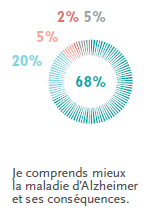 2% 5%
5%
20%
68%
Je comprends mieux
la maladie d'Alzheimer
et ses conséquences.